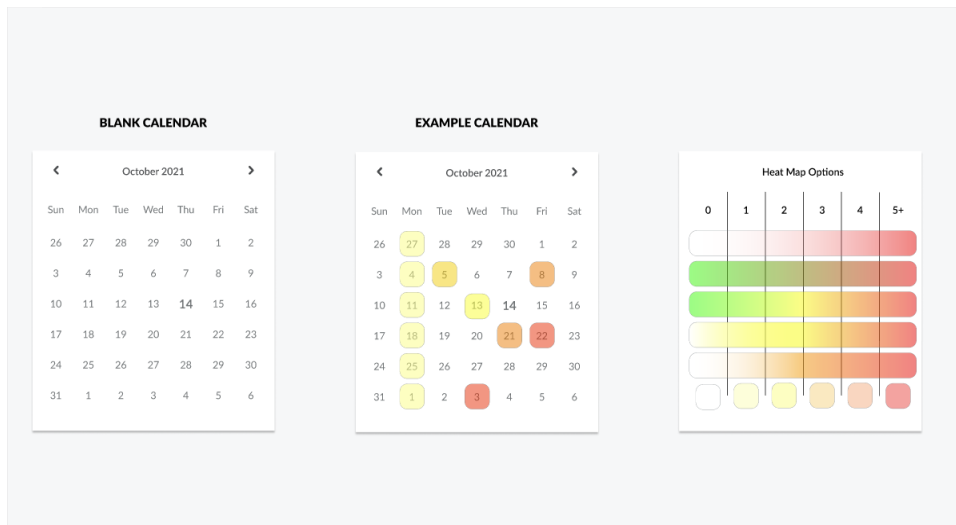 BLANK CALENDAR
October 2021
Sun Mon Tue Wed Thu Fri Sat
26 27 28 29 30 1 2
3 4 5 6 7 8 9
10 11 12 13 14 15 16
17 18 19 20 21 22 23
24 25 26 27 28 29 30
31 1 2 3 4 5 6
EXAMPLE CALENDAR
October 2021
Sun Mon Tue Wed Thu Fri Sat
26 27 28 29 30 1 2
3 4 5 6 7 8 9
10 11 12 13 14 15 16
17 18 19 20 21 22 23
24 25 26 27 28 29 30
31 1 2 3 4 5 6
Heat Map Options
0 1 2 3 4 5+